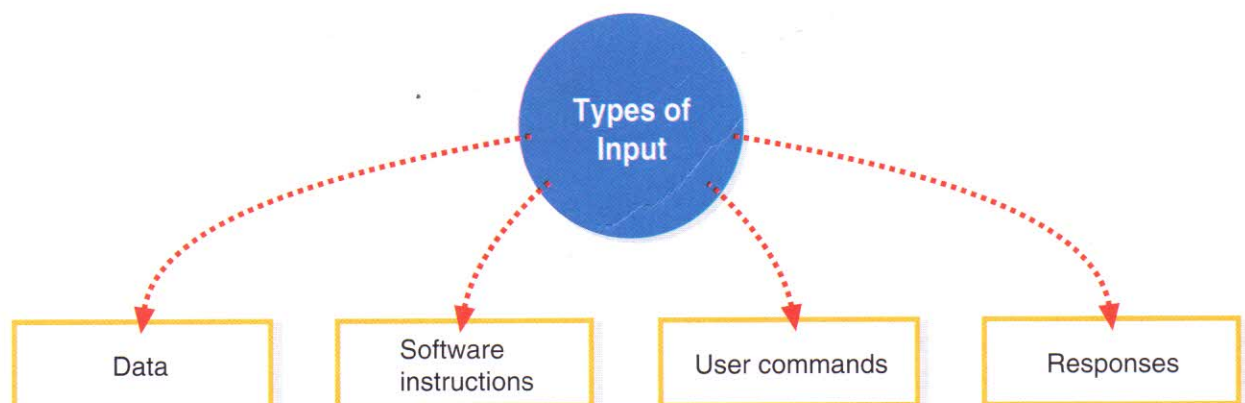 Types of
Input
Data
Software
instructions
User commands
Responses